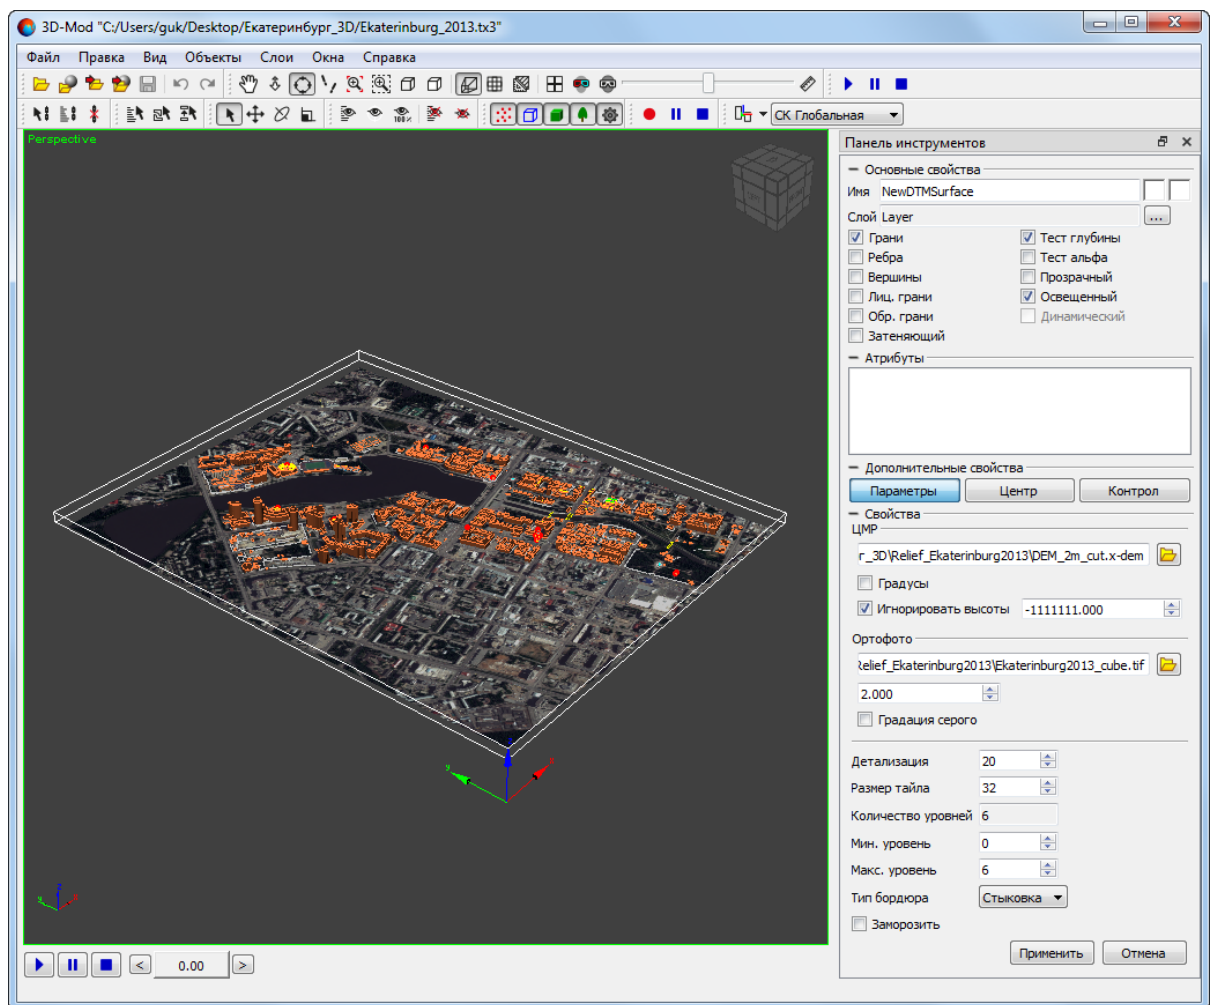 3D-Mod "C:/Users/guk/Desktop/Екатеринбург_3D/Ekaterinburg_2013.tx3"
Файл Правка Вид Объекты Слои Окна Справка
100%
СК Глобальная
Perspective
Панель инструментов
Основные свойства
Имя NewDTMSurface
Слой Layer ...
Грани Тест глубины
Ребра Тест альфа
Вершины Прозрачный
Лиц. грани Освещенный
Обр. грани Динамический
Затеняющий
Атрибуты
Дополнительные свойства
Параметры Центр Контрол
Свойства
ЦМР
г_3D\Relief_Ekaterinburg2013\DEM_2m_cut.x-dem
Градусы
Игнорировать высоты -1111111.000
Ортофото
Relief_Ekaterinburg2013\Ekaterinburg2013_cube.tif
2.000
Градация серого
Детализация 20
Размер тайла 32
Количество уровней 6
Мин. уровень 0
Макс. уровень 6
Тип бордюра Стыковка
Заморозить
Применить Отмена
< 0.00 >